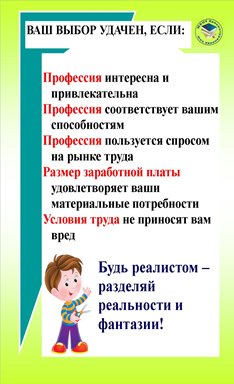 ВАШ ВЫБОР УДАЧЕН, ЕСЛИ:
Профессия интересна и
привлекательна
Профессия соответствует вашим
способностям
Профессия пользуется спросом
на рынке труда
Размер заработной платы
удовлетворяет ваши
материальные потребности
Условия труда не приносят вам
вред
Будь реалистом –
разделяй
реальности и
фантазии!